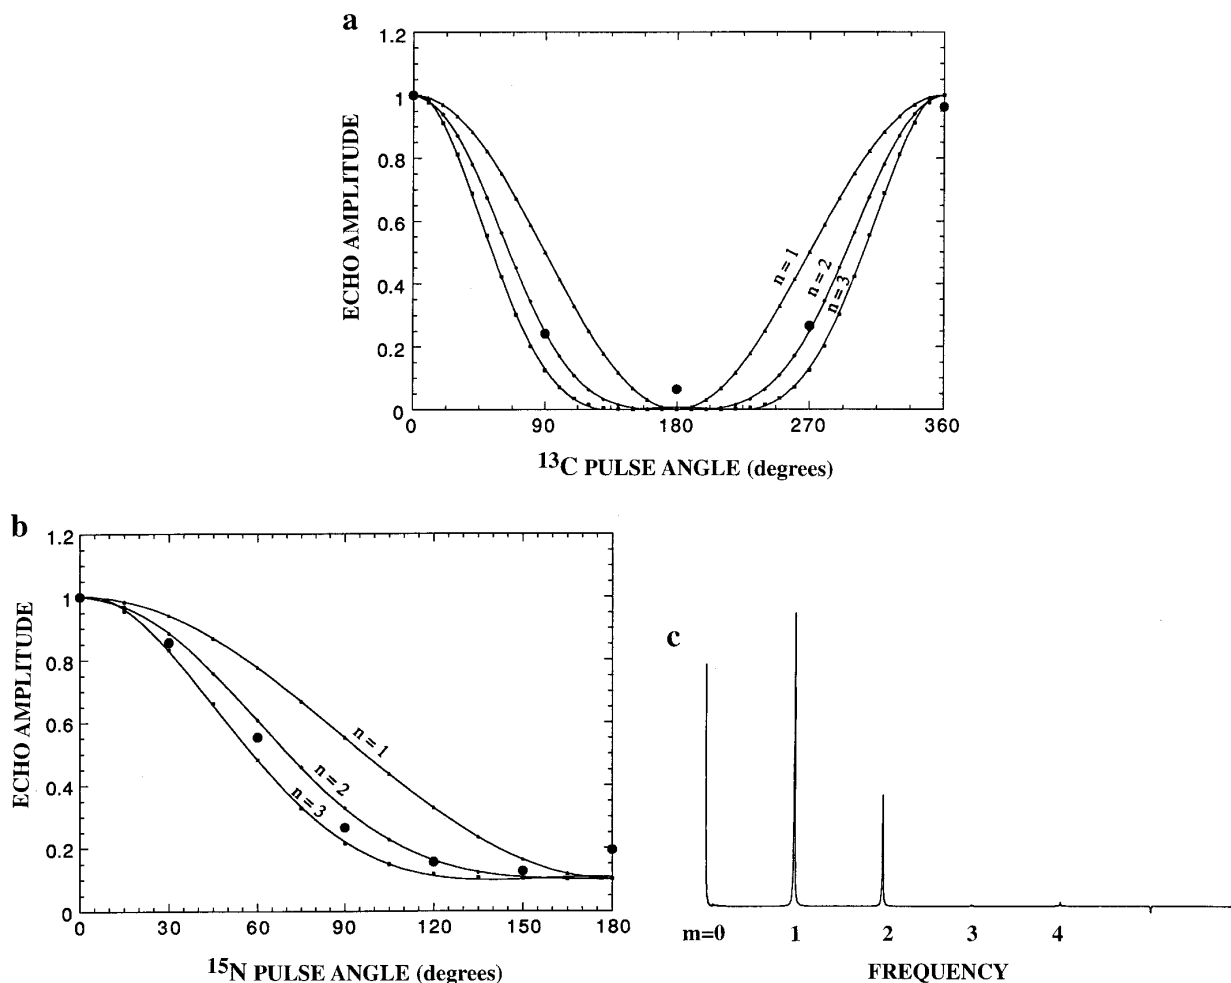 a
1.2
1
0.8
0.6
0.4
0.2
0
ECHO AMPLITUDE
n = 1
n = 2
n = 3
0 90 180 270 360
13C PULSE ANGLE (degrees)
b
1.2
1
0.8
0.6
0.4
0.2
0
ECHO AMPLITUDE
n = 1
n = 2
n = 3
0 30 60 90 120 150 180
15N PULSE ANGLE (degrees)
c
m=0 1 2 3 4
FREQUENCY